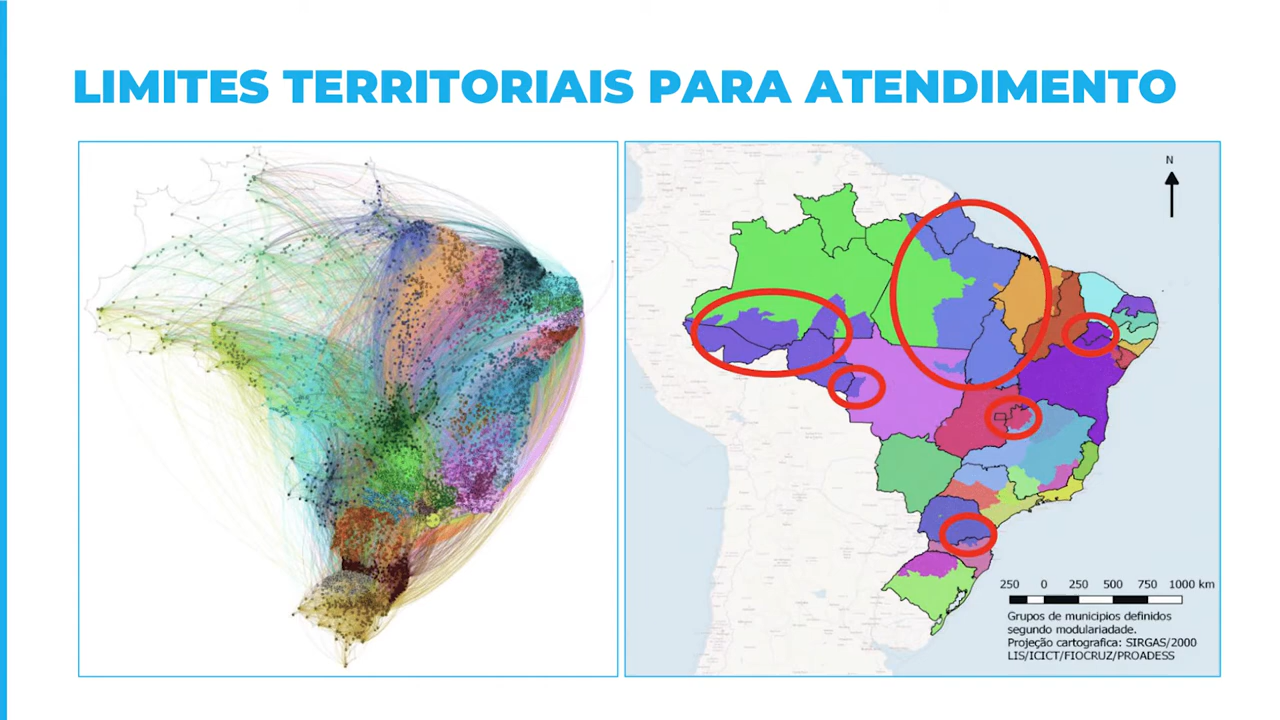 LIMITES TERRITORIAIS PARA ATENDIMENTO
N
250 0 250 500 750 1000 km
Grupos de municipios definidos
segundo modulariadade.
Projeção cartografica: SIRGAS/2000
LIS/ICICT/FIOCRUZ/PROADESS